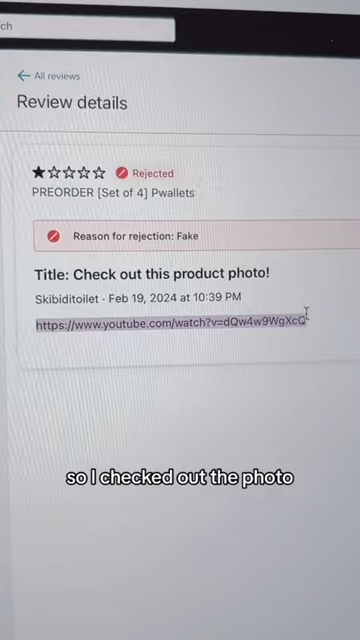 ch
← All reviews
Review details
Rejected
PREORDER [Set of 4] Pwallets
Reason for rejection: Fake
Title: Check out this product photo!
Skibiditoilet · Feb 19, 2024 at 10:39 PM
https://www.youtube.com/watch?v=dQw4w9WgXcQ
so I checked out the photo